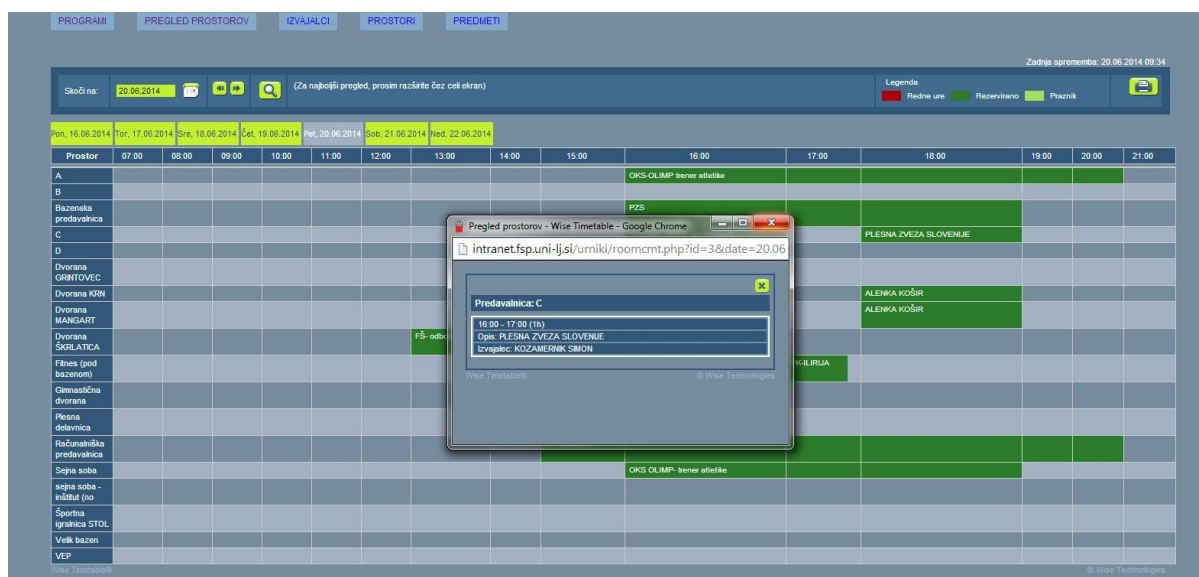 PROGRAMI PREGLED PROSTOROV IZVAJALCI PROSTORI PREDMETI
Zadnja sprememba: 20.06.2014 09:34
Skoči na: 20.06.2014 (Za najboljši pregled, prosim razširite čez celi ekran)
Legenda
Redne ure Rezervirano Praznik
Pon, 16.06.2014 Tor, 17.06.2014 Sre, 18.06.2014 Čet, 19.06.2014 Pet, 20.06.2014 Sob, 21.06.2014 Ned, 22.06.2014
Prostor 07:00 08:00 09:00 10:00 11:00 12:00 13:00 14:00 15:00 16:00 17:00 18:00 19:00 20:00 21:00
A OKS-OLIMP trener atletike
B
Bazenska PZS
predavalnica
C PLESNA ZVEZA SLOVENIJE
D
Dvorana
GRINTOVEC
Dvorana KRN ALENKA KOŠIR
Dvorana ALENKA KOŠIR
MANGART
Dvorana FŠ- odbo
ŠKRLATICA
Fitnes (pod K-ILIRIJA
bazenom)
Gimnastična
dvorana
Plesna
delavnica
Računalniška
predavalnica
Sejna soba OKS OLIMP- trener atletike
sejna soba -
inštitut (no
Športna
igralnica STOL
Velik bazen
VEP
Wise Timetable® © Wise Technologies
Pregled prostorov - Wise Timetable - Google Chrome
intranet.fsp.uni-lj.si/urniki/roomcmt.php?id=3&date=20.06
Predavalnica: C
16:00 - 17:00 (1h)
Opis: PLESNA ZVEZA SLOVENIJE
Izvajalec: KOZAMERNIK SIMON
Wise Timetable® © Wise Technologies